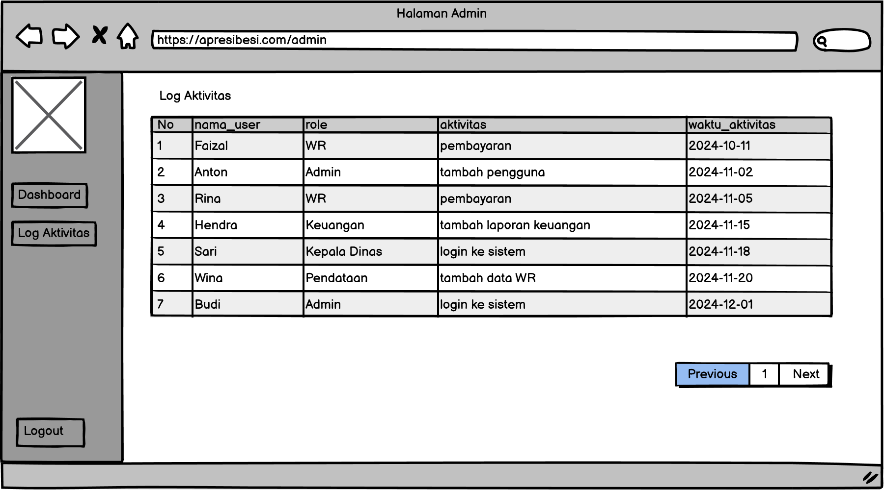 Halaman Admin
https://apresibesi.com/admin
Log Aktivitas
No nama_user role aktivitas waktu_aktivitas
1 Faizal WR pembayaran 2024-10-11
2 Anton Admin tambah pengguna 2024-11-02
3 Rina WR pembayaran 2024-11-05
4 Hendra Keuangan tambah laporan keuangan 2024-11-15
5 Sari Kepala Dinas login ke sistem 2024-11-18
6 Wina Pendataan tambah data WR 2024-11-20
7 Budi Admin login ke sistem 2024-12-01
Dashboard
Log Aktivitas
Previous 1 Next
Logout